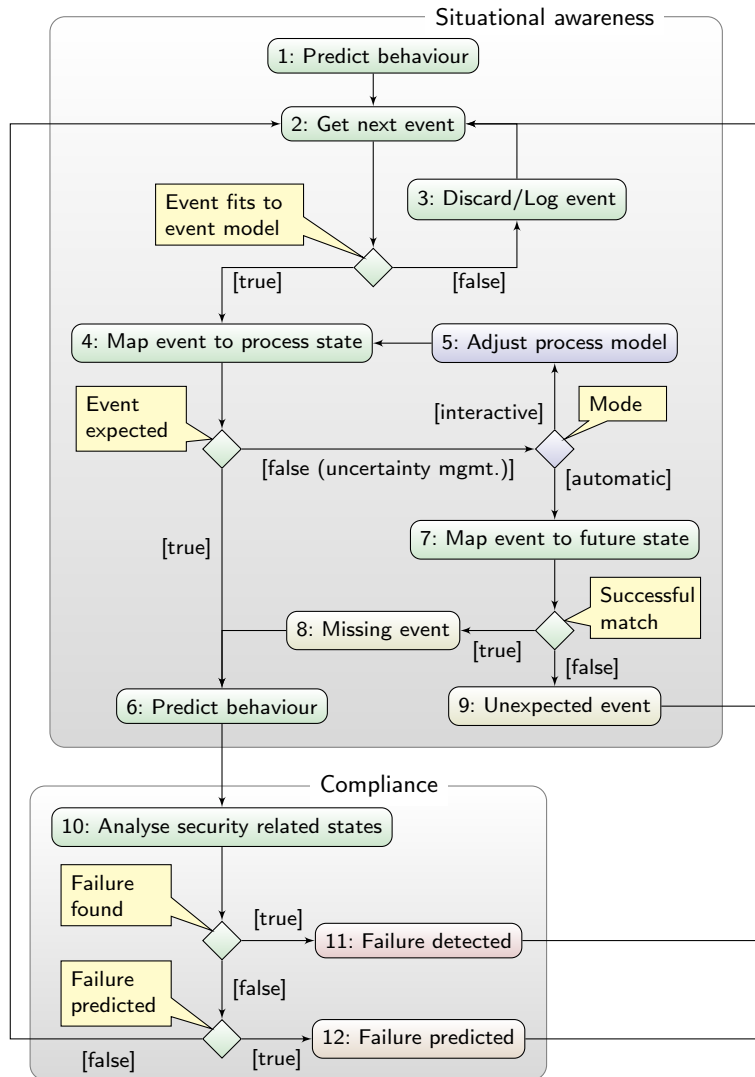 Situational awareness
1: Predict behaviour
2: Get next event
3: Discard/Log event
Event fits to
event model
[true]
[false]
4: Map event to process state
5: Adjust process model
Event
expected
[interactive]
Mode
[false (uncertainty mgmt.)]
[automatic]
[true]
7: Map event to future state
Successful
match
8: Missing event
[true]
[false]
6: Predict behaviour
9: Unexpected event
Compliance
10: Analyse security related states
Failure
found
[true]
11: Failure detected
[false]
Failure
predicted
12: Failure predicted
[false]
[true]